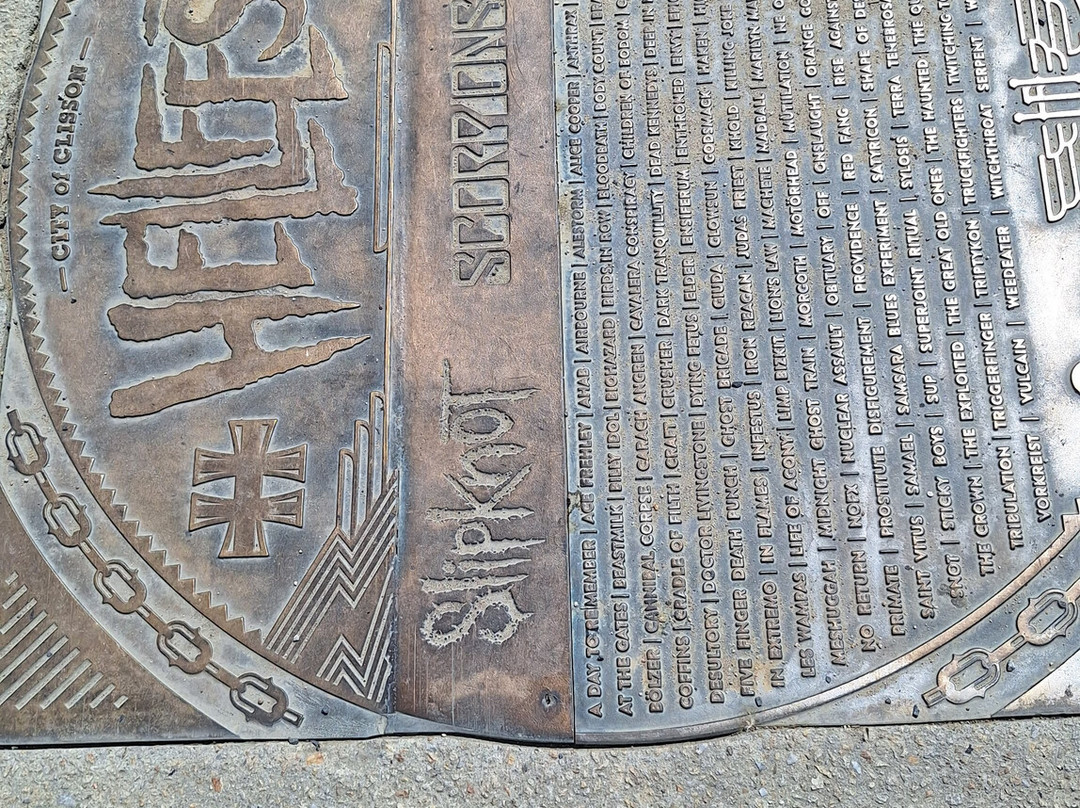 CITY of CLISSON
HELLFES
SCORPIONS
SLIPKNOT
A DAY TO REMEMBER | ACE FREHLEY | AHAB | AIRBOURNE | ALESTORM | ALICE COOPER | ANTHRAX |
AT THE GATES | BEASTMILK | BILLY IDOL | BIOHAZARD | BIRDS IN ROW | BLOODBATH | BODY COUNT |
BÖLZER | CANNIBAL CORPSE | CARACH ANGREN | CAVALERA CONSPIRACY | CHILDREN OF BODOM |
COFFINS | CRADLE OF FILTH | CRAFT | CRUSHER | DARK TRANQUILLITY | DEAD KENNEDYS | DEEP IN
DESULTORY | DOCTOR LIVINGSTONE | DYING FETUS | ELDER | ENSIFERUM | ENTHRONED | ENVY |
FIVE FINGER DEATH PUNCH | GHOST BRIGADE | GIUDA | GLOWSUN | GODSMACK | HAKEN |
IN EXTREMO | IN FLAMES | INFESTUS | IRON REAGAN | JUDAS PRIEST | KHOLD | KILLING JOKE
LES WAMPAS | LIFE OF AGONY | LIMP BIZKIT | LION'S LAW | MACHETE | MADBALL | MARILYN
MESHUGGAH | MIDNIGHT GHOST TRAIN | MORGOTH | MOTORHEAD | MÜTIILATION | NE O
NO RETURN | NOFX | NUCLEAR ASSAULT | OBITUARY | OFF | ONSLAUGHT | ORANGE GO
PRIMATE | PROSTITUTE DISFIGUREMENT | PROVIDENCE | RED FANG | RISE AGAINS
SAINT VITUS | SAMAEL | SAMSARA BLUES EXPERIMENT | SATYRICON | SHAPE OF DE
SNOT | STICKY BOYS | SUP | SUPERJOINT RITUAL | SYLOSIS | TERRA TENEBROSA
THE CROWN | THE EXPLOITED | THE GREAT OLD ONES | THE HAUNTED | THE QU
TRIBULATION | TRIGGERFINGER | TRIPTYKON | TRUCKFIGHTERS | TWITCHING TO
VORKREIST | VULCAIN | WEEDEATER | WITCHTHROAT SERPENT | W